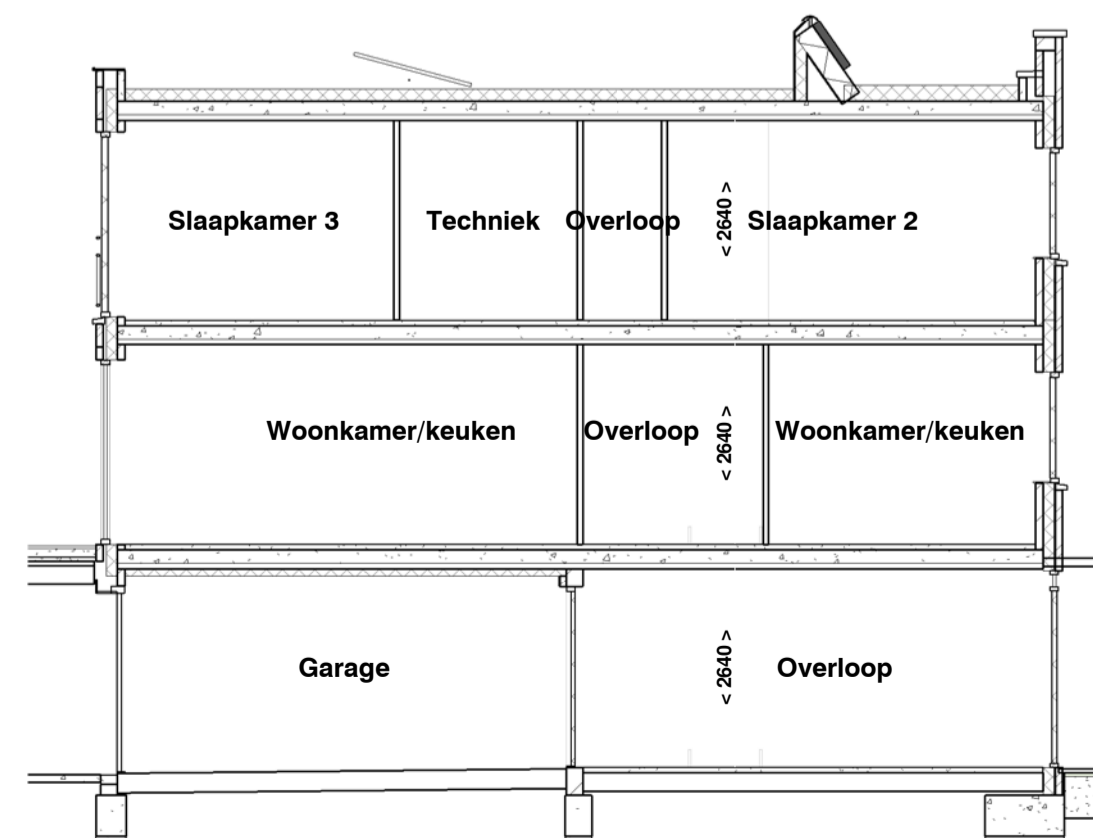 Slaapkamer 3
Techniek
Overloop
< 2640 >
Slaapkamer 2
Woonkamer/keuken
Overloop
< 2640 >
Woonkamer/keuken
Garage
< 2640 >
Overloop